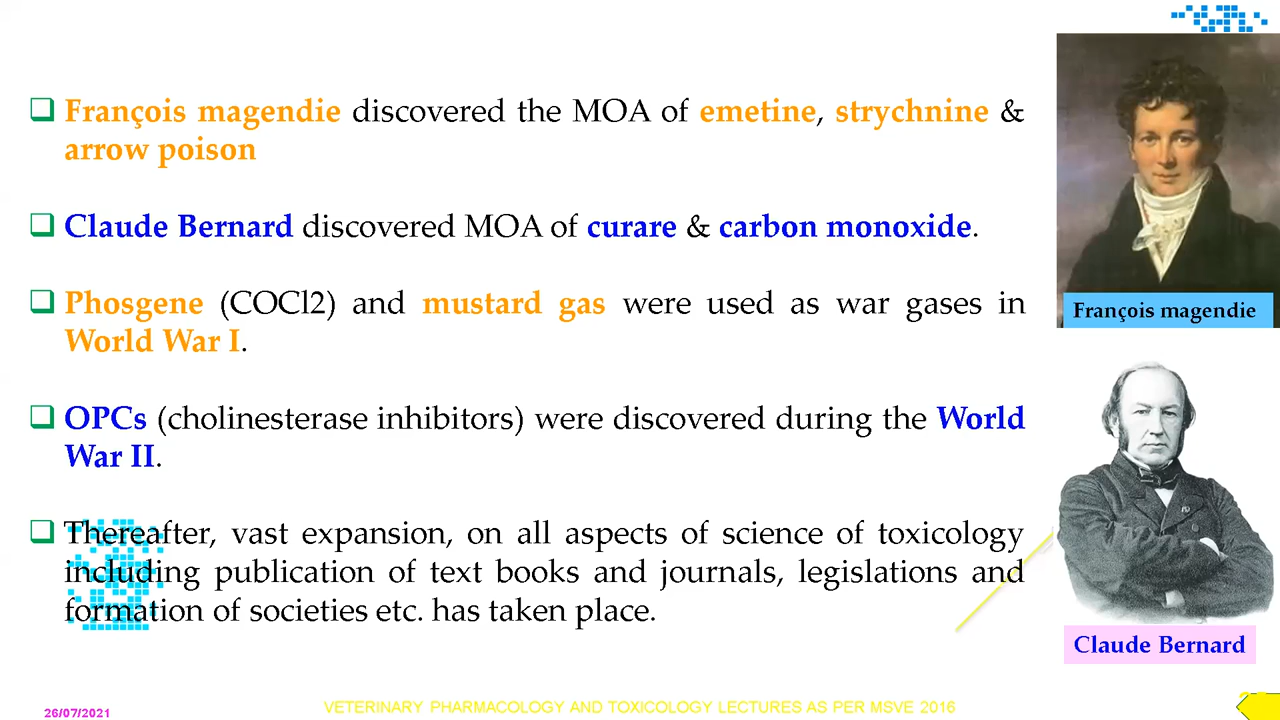 François magendie discovered the MOA of emetine, strychnine &
arrow poison
Claude Bernard discovered MOA of curare & carbon monoxide.
Phosgene (COCl2) and mustard gas were used as war gases in
World War I.
OPCs (cholinesterase inhibitors) were discovered during the World
War II.
Thereafter, vast expansion, on all aspects of science of toxicology
including publication of text books and journals, legislations and
formation of societies etc. has taken place.
François magendie
Claude Bernard
26/07/2021
VETERINARY PHARMACOLOGY AND TOXICOLOGY LECTURES AS PER MSVE 2016